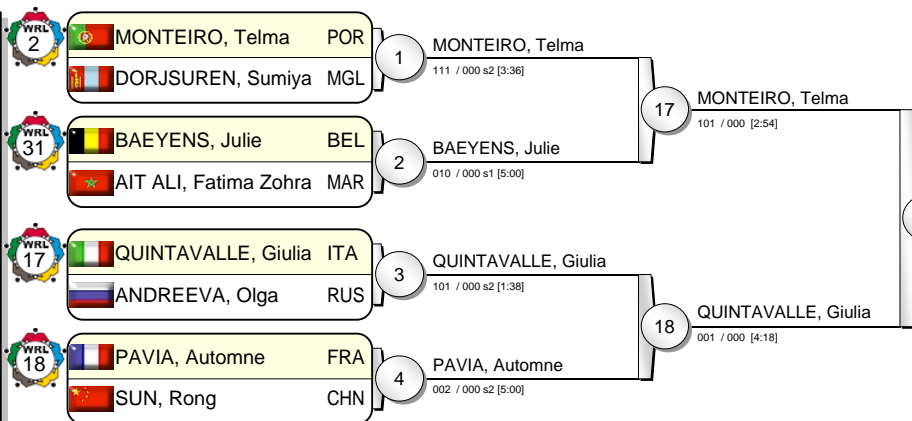 WRL 2 MONTEIRO, Telma POR
DORJSUREN, Sumiya MGL
1
MONTEIRO, Telma
111 / 000 s2 [3:36]
WRL 31 BAEYENS, Julie BEL
AIT ALI, Fatima Zohra MAR
2
BAEYENS, Julie
010 / 000 s1 [5:00]
17
MONTEIRO, Telma
101 / 000 [2:54]
WRL 17 QUINTAVALLE, Giulia ITA
ANDREEVA, Olga RUS
3
QUINTAVALLE, Giulia
101 / 000 s2 [1:38]
WRL 18 PAVIA, Automne FRA
SUN, Rong CHN
4
PAVIA, Automne
002 / 000 s2 [5:00]
18
QUINTAVALLE, Giulia
001 / 000 [4:18]